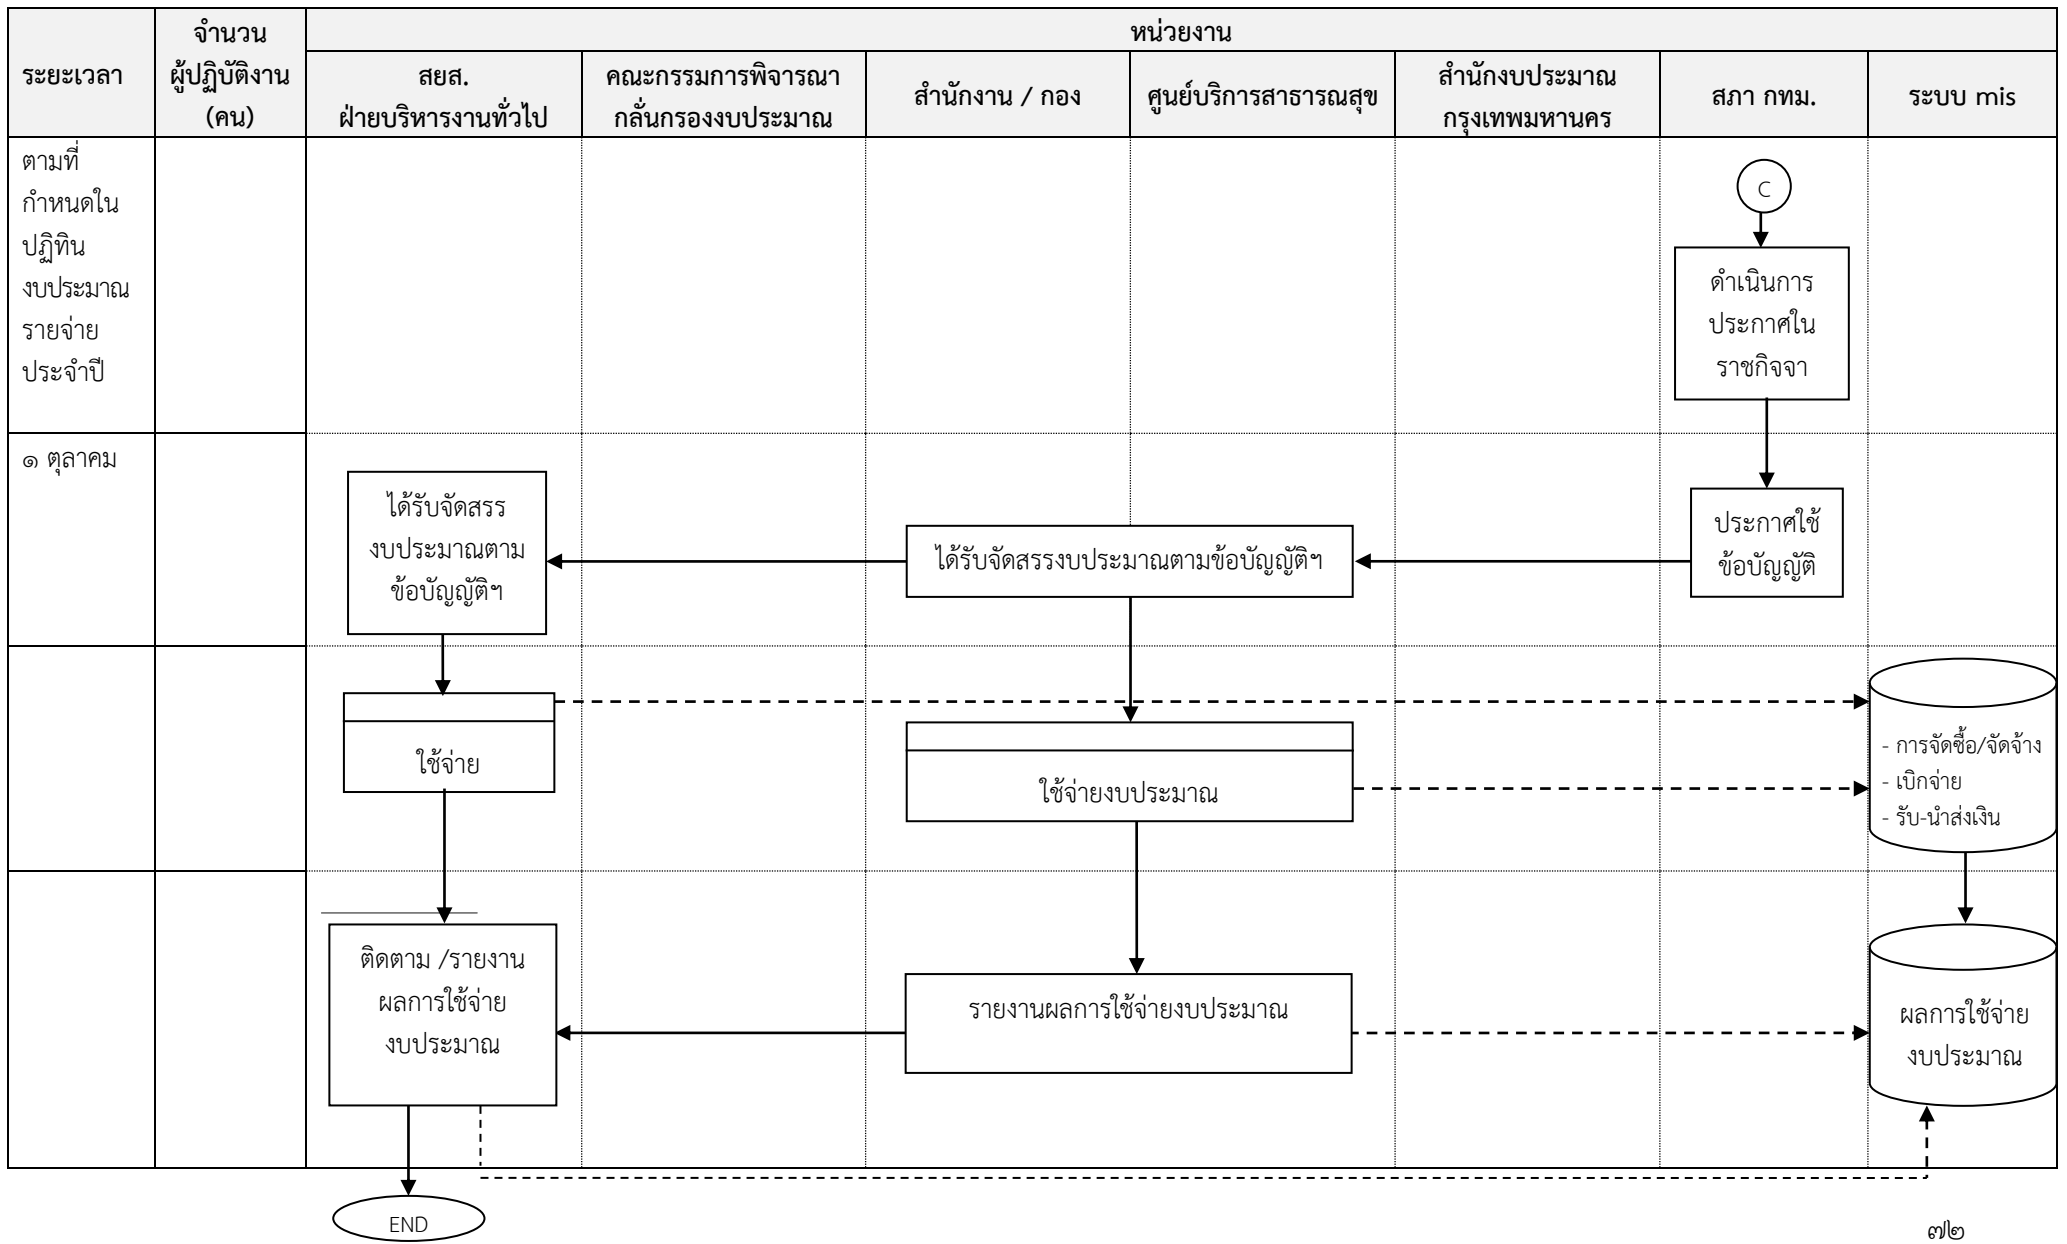 ระยะเวลา
จำนวน
ผู้ปฏิบัติงาน
(คน)
หน่วยงาน
สยส.
ฝ่ายบริหารงานทั่วไป
คณะกรรมการพิจารณา
กลั่นกรองงบประมาณ
สำนักงาน / กอง
ศูนย์บริการสาธารณสุข
สำนักงบประมาณ
กรุงเทพมหานคร
สภา กทม.
ระบบ mis
ตามที่
กำหนดใน
ปฏิทิน
งบประมาณ
รายจ่าย
ประจำปี
C
ดำเนินการ
ประกาศใน
ราชกิจจา
๑ ตุลาคม
ได้รับจัดสรร
งบประมาณตาม
ข้อบัญญัติฯ
ได้รับจัดสรรงบประมาณตามข้อบัญญัติฯ
ประกาศใช้
ข้อบัญญัติ
ใช้จ่าย
ใช้จ่ายงบประมาณ
- การจัดซื้อ/จัดจ้าง
- เบิกจ่าย
- รับ-นำส่งเงิน
ติดตาม /รายงาน
ผลการใช้จ่าย
งบประมาณ
รายงานผลการใช้จ่ายงบประมาณ
ผลการใช้จ่าย
งบประมาณ
END
๗๒